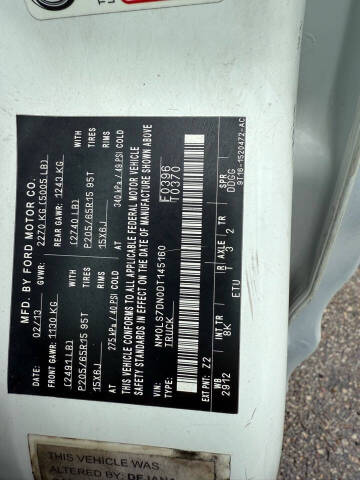 MFD. BY FORD MOTOR CO.
02/13 GVWR: 2270 KG (5005 LB)
FRONT GAWR: 1130 KG REAR GAWR: 1243 KG
(2491 LB) WITH (2740 LB) WITH
P205/65R15 95T TIRES P205/65R15 95T TIRES
15X6J RIMS 15X6J RIMS
AT 275 kPa / 40 PSI COLD AT 340 kPa / 49 PSI COLD
THIS VEHICLE CONFORMS TO ALL APPLICABLE FEDERAL MOTOR VEHICLE
SAFETY STANDARDS IN EFFECT ON THE DATE OF MANUFACTURE SHOWN ABOVE
VIN: NM0LS7DN0DT145160 F0396
TYPE: TRUCK T0370
EXT PNT: Z2
WB INT TR R AXLE TR SPR
2912 8K T 3 2 DDGG
ETU
9T16-1520472-AC
THIS VEHICLE WAS
ALTERED BY: DEJANA